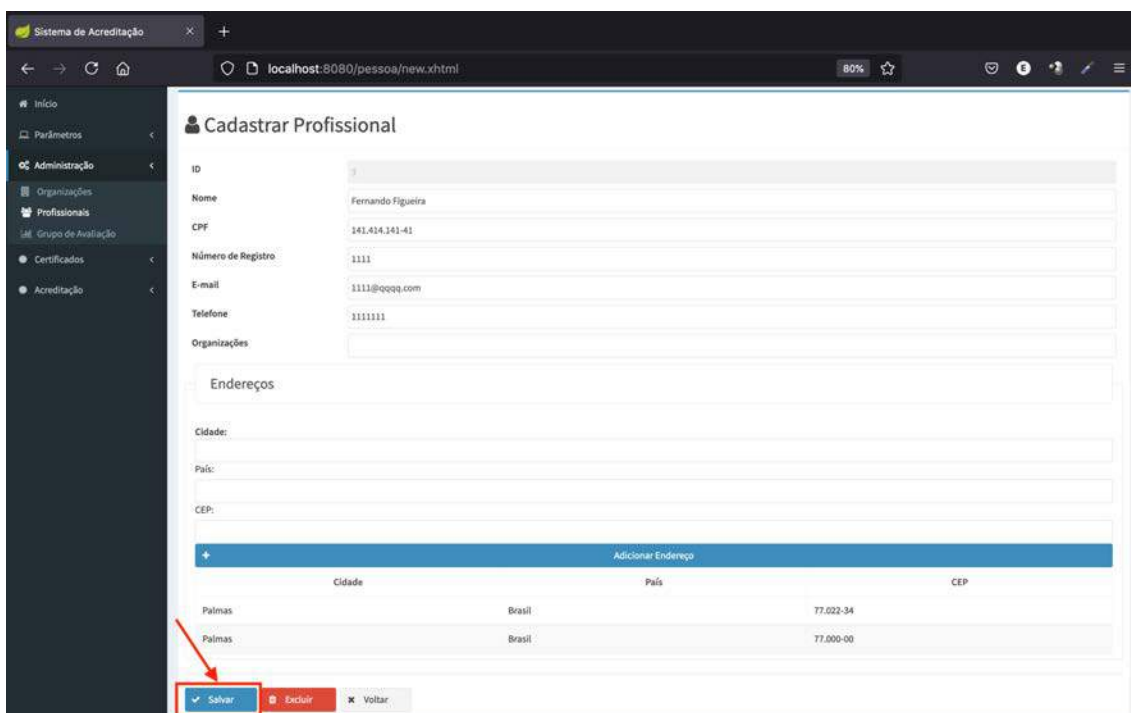 Sistema de Acreditação × +
localhost:8080/pessoa/new.xhtml 80% E
Início
Parâmetros
Administração
Organizações
Profissionais
Grupo de Avaliação
Certificados
Acreditação
Cadastrar Profissional
ID
Nome Fernando Figueira
CPF 141.414.141-41
Número de Registro 1111
E-mail 1111@qqqq.com
Telefone 1111111
Organizações
Endereços
Cidade:
País:
CEP:
+ Adicionar Endereço
Cidade País CEP
Palmas Brasil 77.022-34
Palmas Brasil 77.000-00
Salvar Excluir Voltar